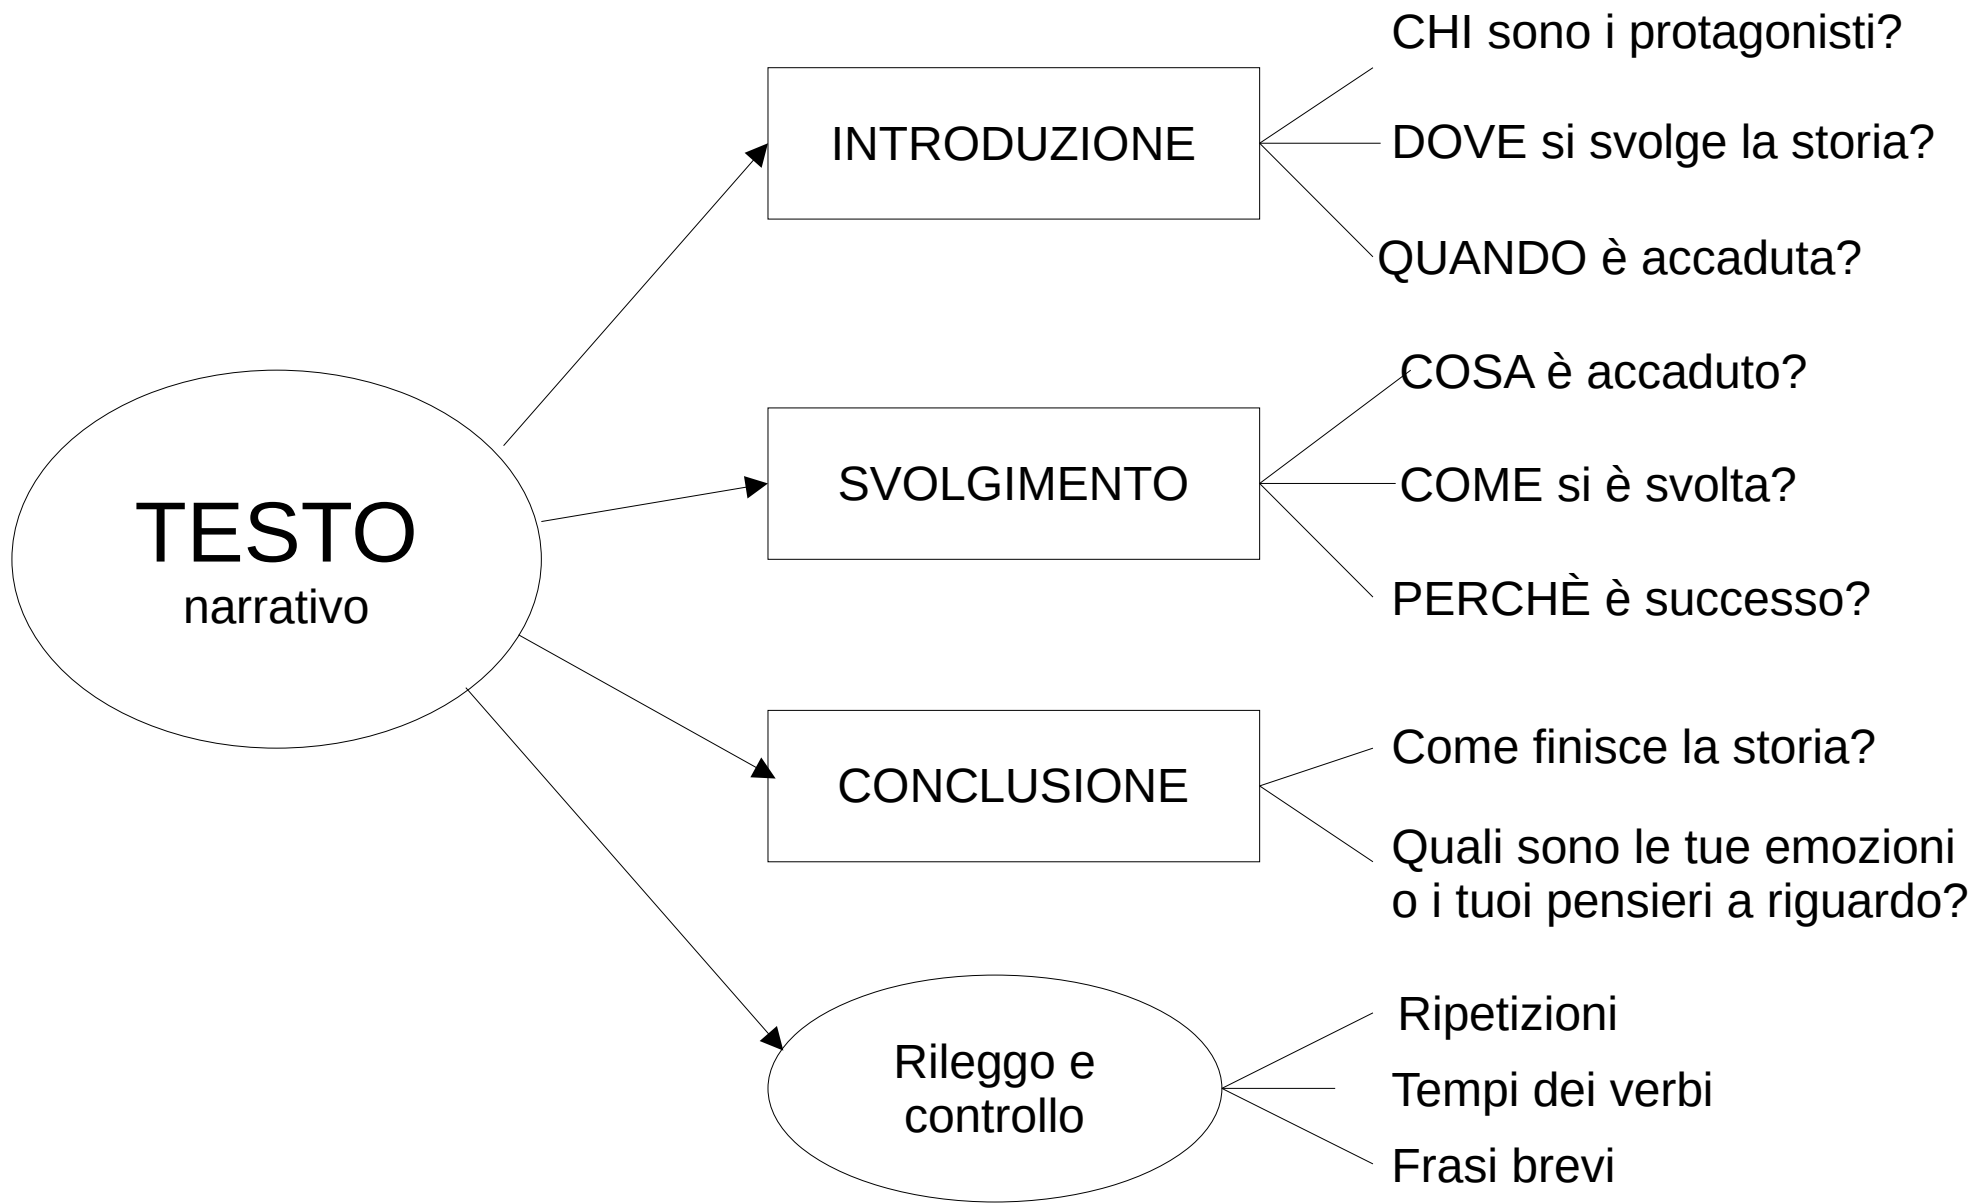 TESTO
narrativo
INTRODUZIONE
CHI sono i protagonisti?
DOVE si svolge la storia?
QUANDO è accaduta?
SVOLGIMENTO
COSA è accaduto?
COME si è svolta?
PERCHÈ è successo?
CONCLUSIONE
Come finisce la storia?
Quali sono le tue emozioni
o i tuoi pensieri a riguardo?
Rileggo e
controllo
Ripetizioni
Tempi dei verbi
Frasi brevi